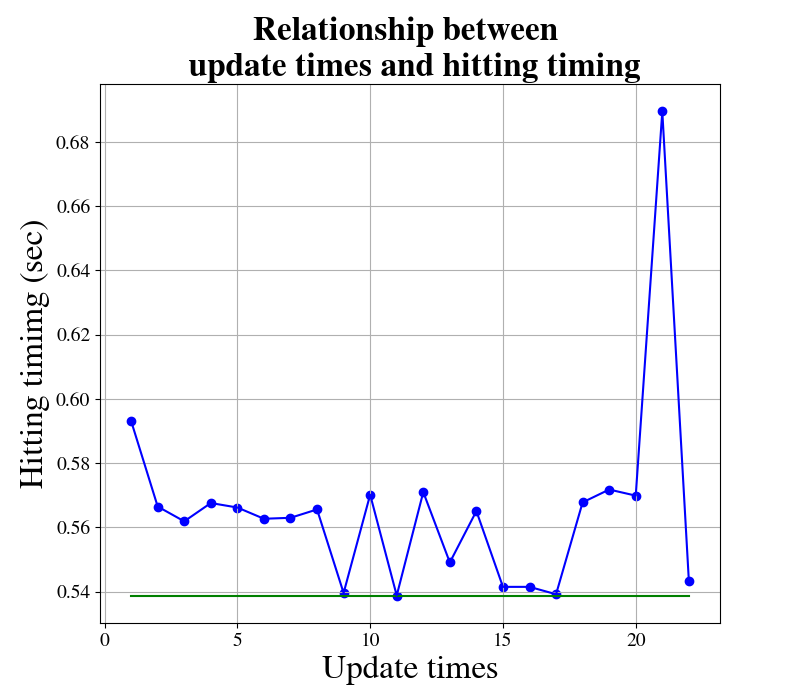 Relationship between
update times and hitting timing
Hitting timimg (sec)
0.68
0.66
0.64
0.62
0.60
0.58
0.56
0.54
0 5 10 15 20
Update times